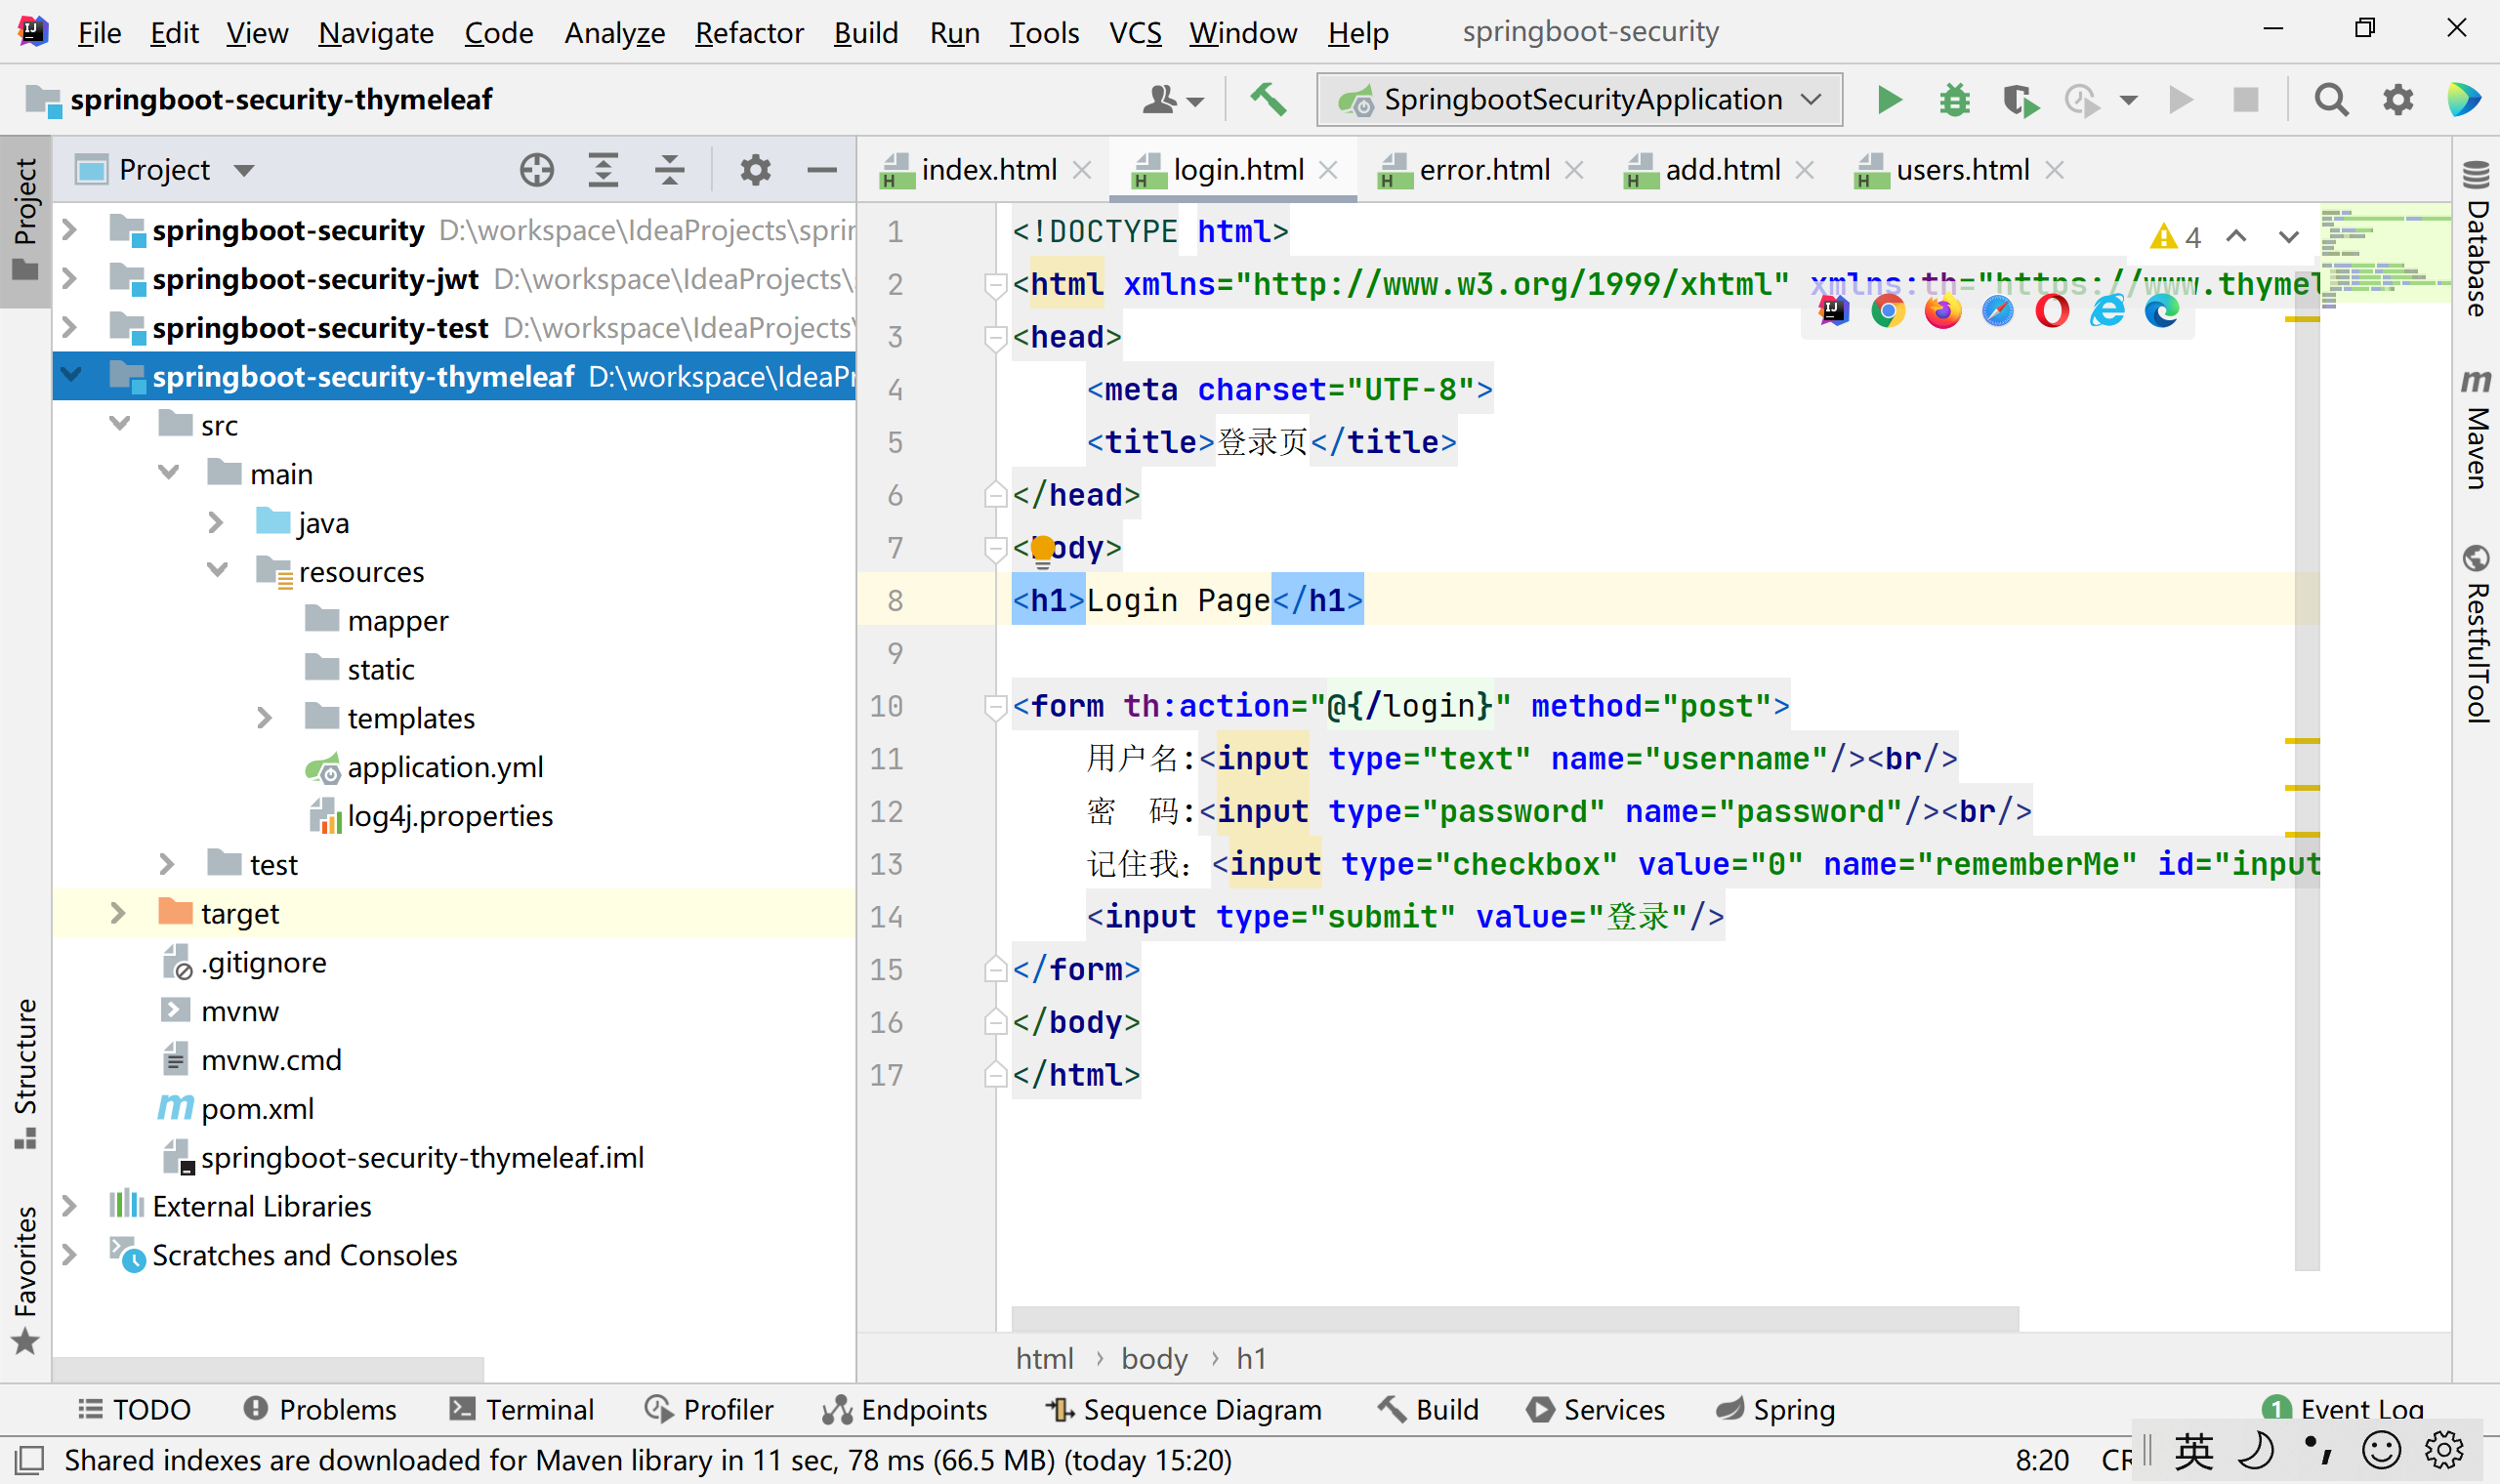 File Edit View Navigate Code Analyze Refactor Build Run Tools VCS Window Help springboot-security
springboot-security-thymeleaf
SpringbootSecurityApplication
Project
index.html
login.html
error.html
add.html
users.html
springboot-security D:\workspace\IdeaProjects\sprin
springboot-security-jwt D:\workspace\IdeaProjects\
springboot-security-test D:\workspace\IdeaProjects\
springboot-security-thymeleaf D:\workspace\IdeaPr
src
main
java
resources
mapper
static
templates
application.yml
log4j.properties
test
target
.gitignore
mvnw
mvnw.cmd
pom.xml
springboot-security-thymeleaf.iml
External Libraries
Scratches and Consoles
Project
Structure
Favorites
4
1 <!DOCTYPE html>
2 <html xmlns="http://www.w3.org/1999/xhtml" xmlns:th="https://www.thymel
3 <head>
4 <meta charset="UTF-8">
5 <title>登录页</title>
6 </head>
7 <body>
8 <h1>Login Page</h1>
9
10 <form th:action="@{/login}" method="post">
11 用户名:<input type="text" name="username"/><br/>
12 密 码:<input type="password" name="password"/><br/>
13 记住我：<input type="checkbox" value="0" name="rememberMe" id="input
14 <input type="submit" value="登录"/>
15 </form>
16 </body>
17 </html>
html › body › h1
Database
Maven
RestfulTool
TODO Problems Terminal Profiler Endpoints Sequence Diagram Build Services Spring 1 Event Log
Shared indexes are downloaded for Maven library in 11 sec, 78 ms (66.5 MB) (today 15:20)
8:20 CR
英